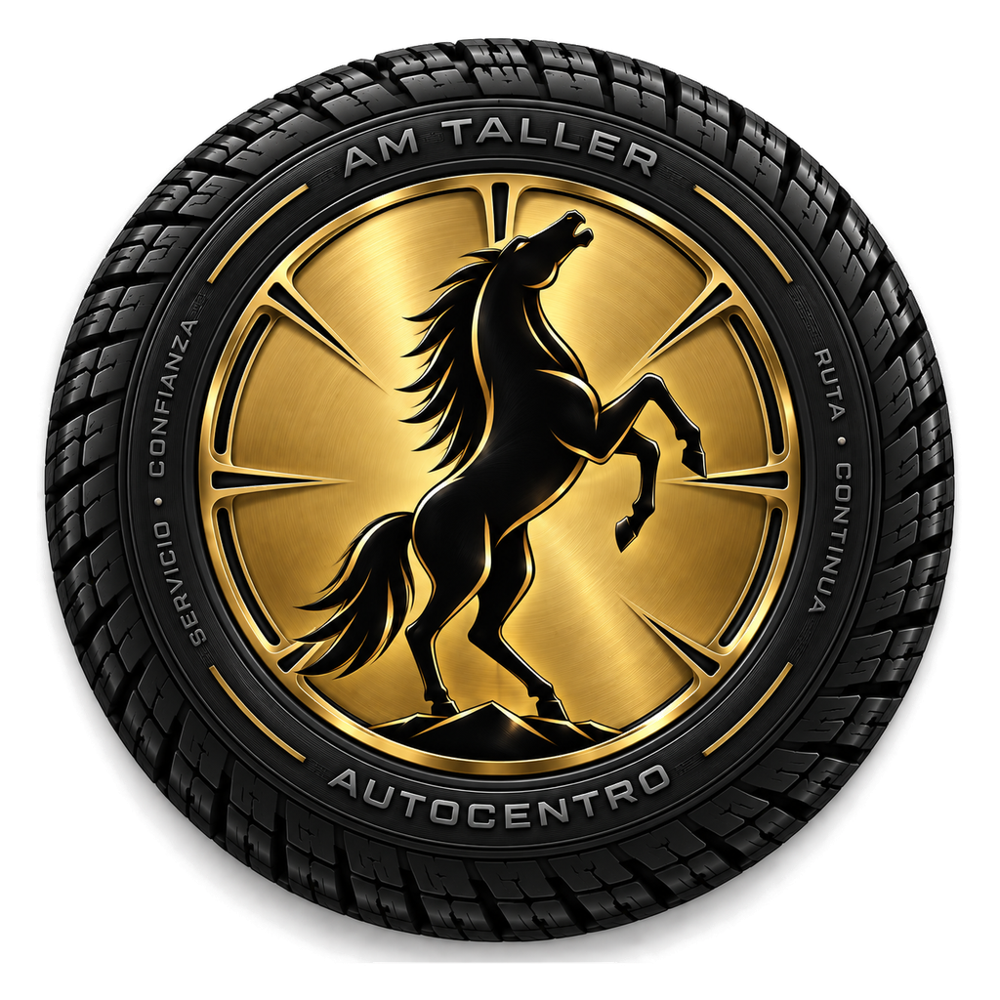 AM TALLER
SERVICIO • CONFIANZA
RUTA • CONTINUA
AUTOCENTRO